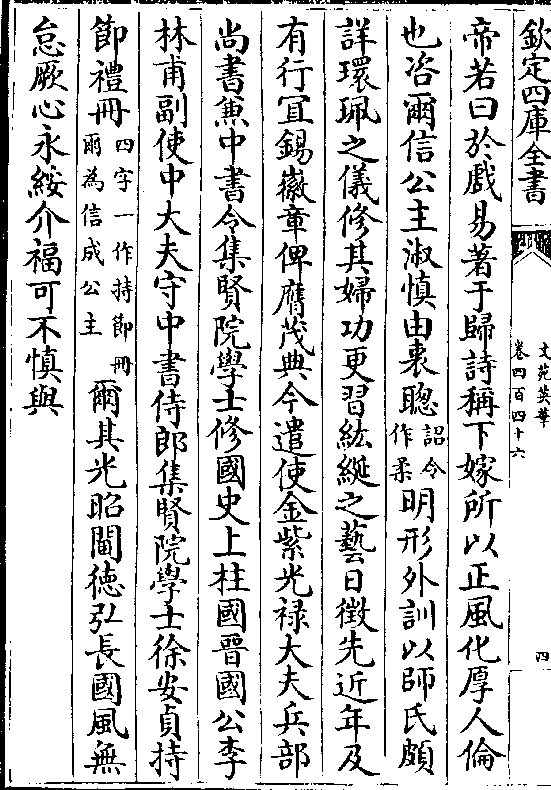 欽定四庫全書
文苑英華
卷四百四十六
四
帝若曰於戲易著于歸詩稱下嫁所以正風化厚人倫
也咨爾信公主淑慎由衷聰詔令作柔明形外訓以師氏頗
詳環珮之儀修其婦功更習紘綖之藝日徴先近年及
有行宜錫徽章俾膺茂典今遣使金紫光禄大夫兵部
尚書兼中書令集賢院學士修國史上柱國晉國公李
林甫副使中大夫守中書侍郎集賢院學士徐安貞持
節禮冊四字一作持節冊爾為信成公主爾其光昭閫徳弘長國風無
怠厥心永綏介福可不慎與